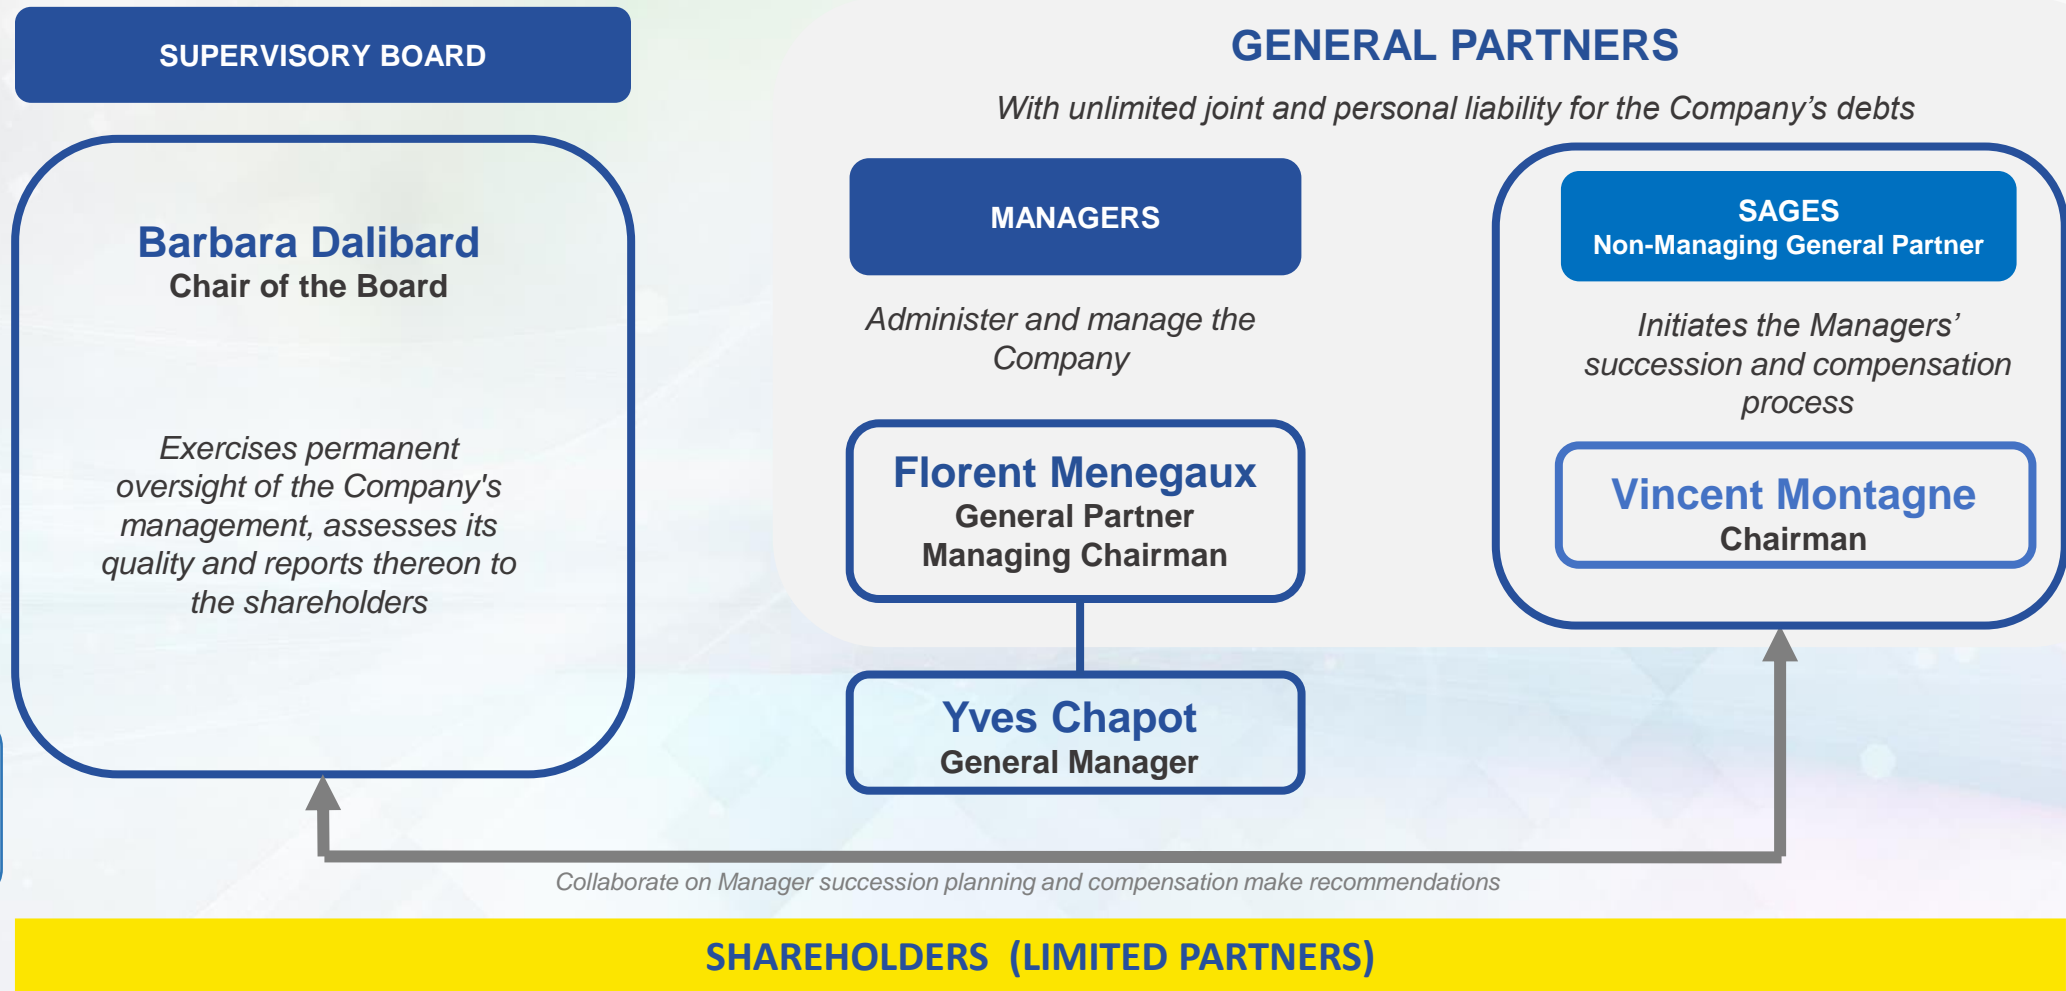 SUPERVISORY BOARD
Barbara Dalibard
Chair of the Board
Exercises permanent
oversight of the Company's
management, assesses its
quality and reports thereon to
the shareholders
GENERAL PARTNERS
With unlimited joint and personal liability for the Company’s debts
MANAGERS
Administer and manage the
Company
Florent Menegaux
General Partner
Managing Chairman
Yves Chapot
General Manager
SAGES
Non-Managing General Partner
Initiates the Managers’
succession and compensation
process
Vincent Montagne
Chairman
Collaborate on Manager succession planning and compensation make recommendations
SHAREHOLDERS (LIMITED PARTNERS)